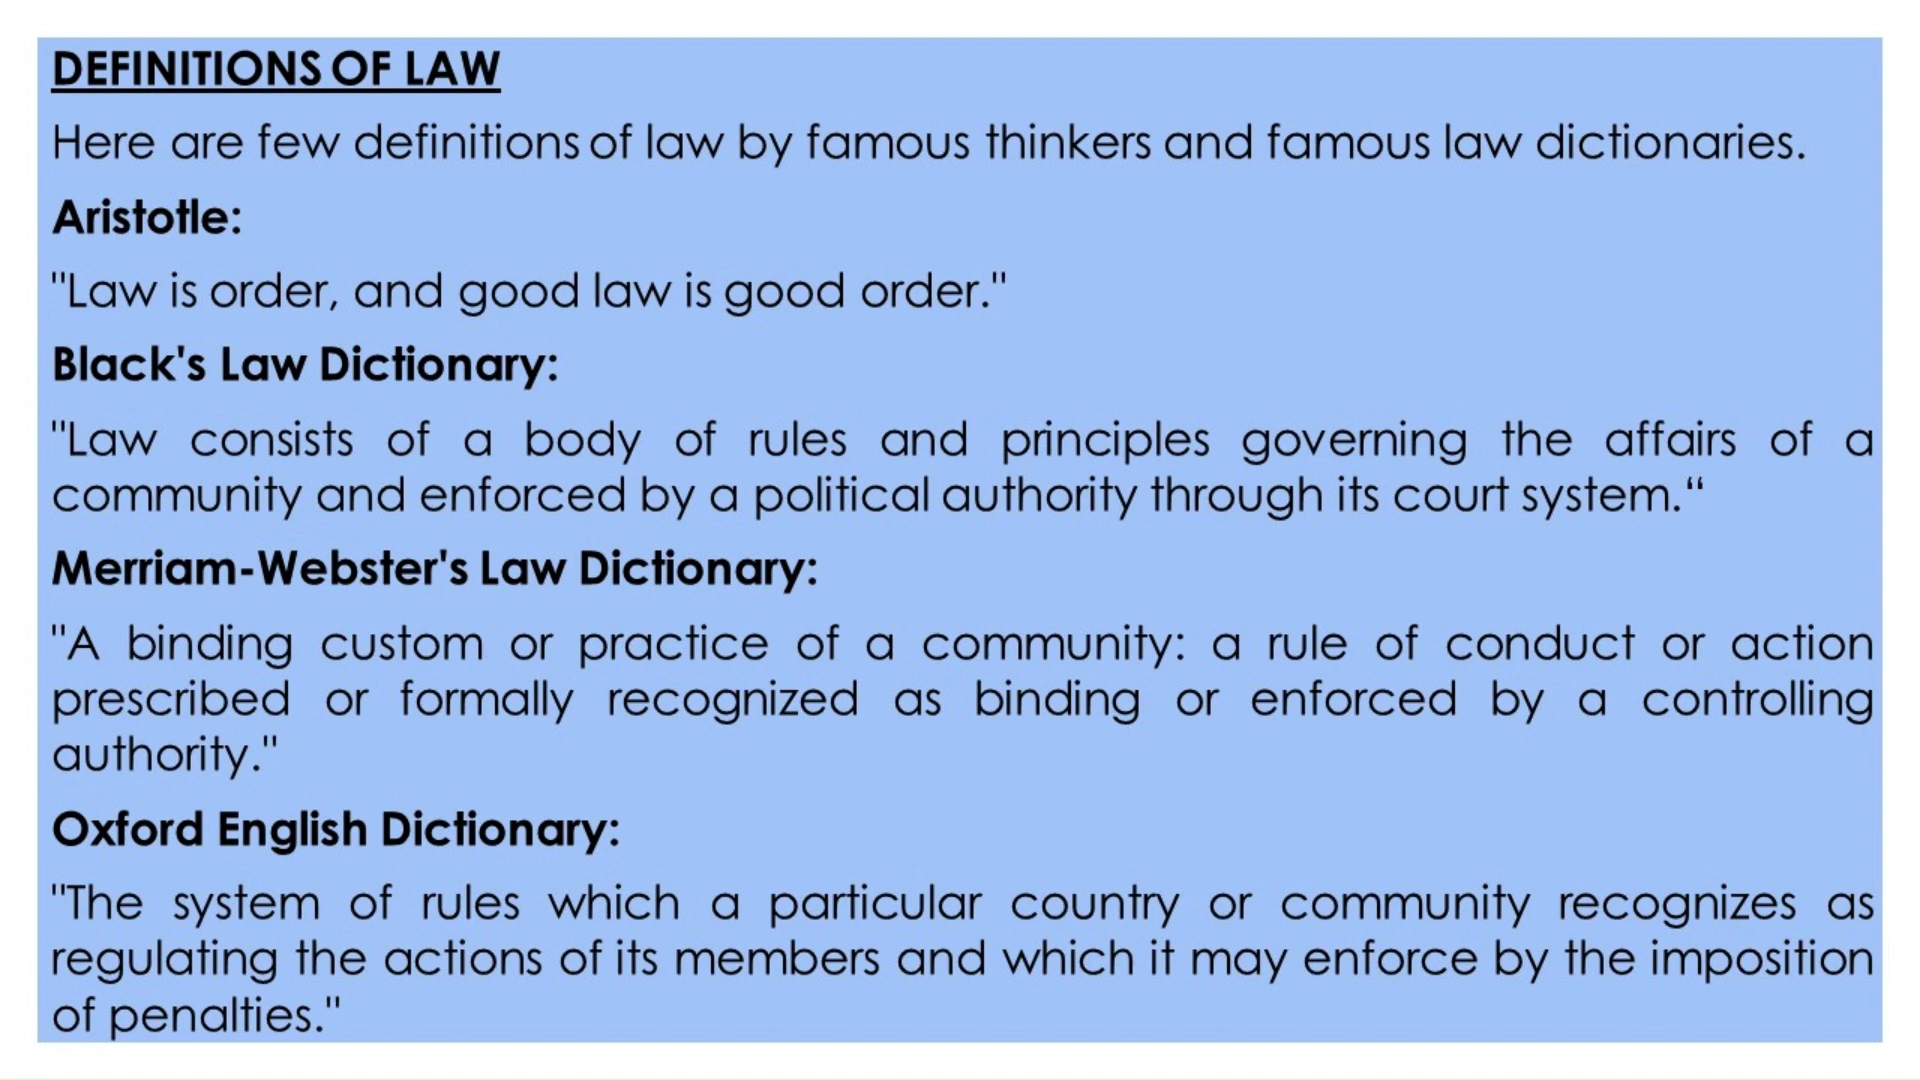 DEFINITIONS OF LAW
Here are few definitions of law by famous thinkers and famous law dictionaries.
Aristotle:
"Law is order, and good law is good order."
Black's Law Dictionary:
"Law consists of a body of rules and principles governing the affairs of a
community and enforced by a political authority through its court system.“
Merriam-Webster's Law Dictionary:
"A binding custom or practice of a community: a rule of conduct or action
prescribed or formally recognized as binding or enforced by a controlling
authority."
Oxford English Dictionary:
"The system of rules which a particular country or community recognizes as
regulating the actions of its members and which it may enforce by the imposition
of penalties."